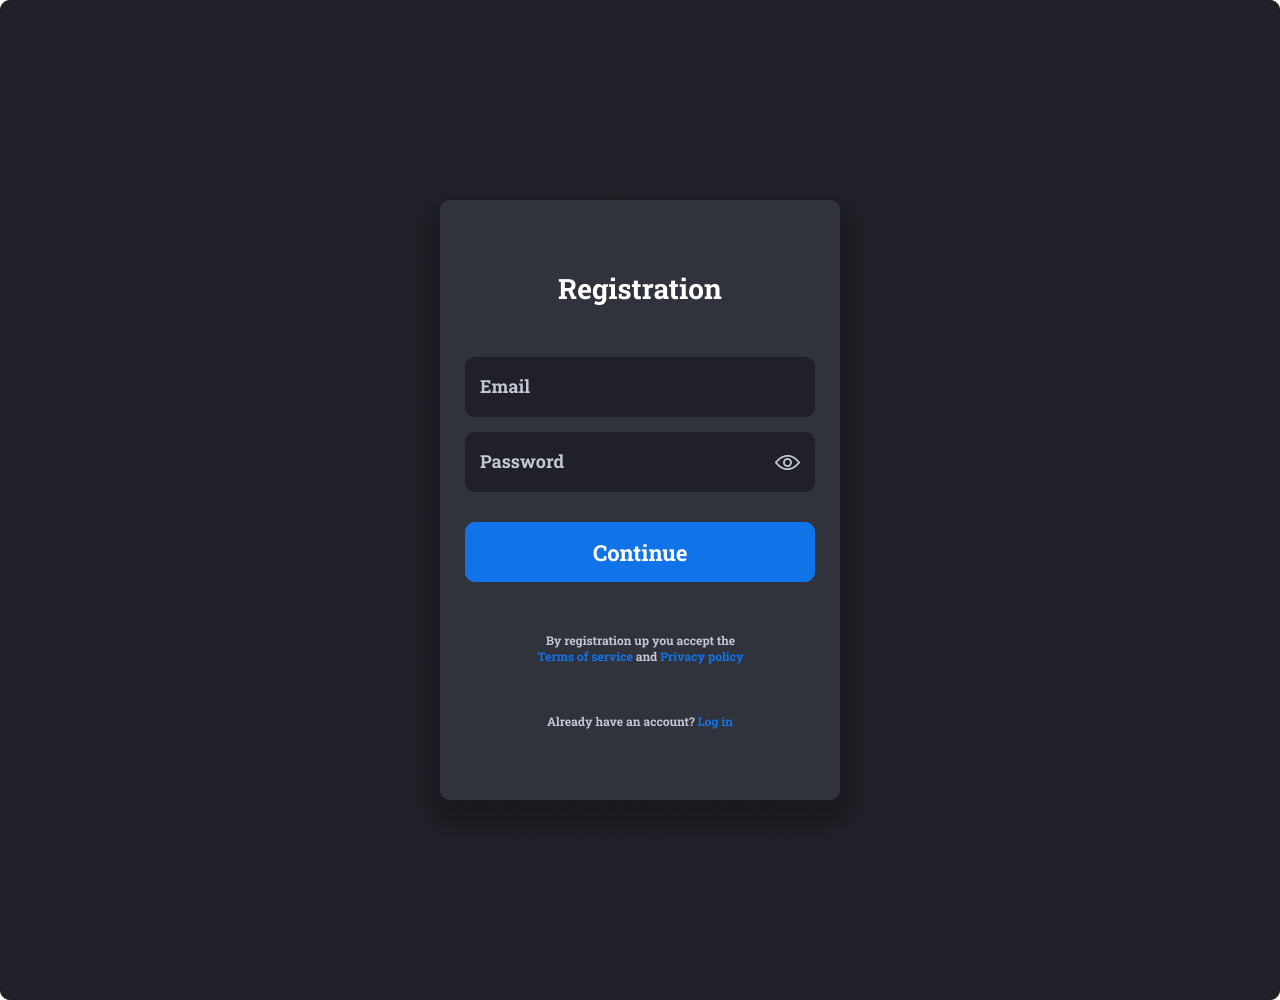 Registration
Email
Password
Continue
By registration up you accept the
Terms of service and Privacy policy
Already have an account? Log in